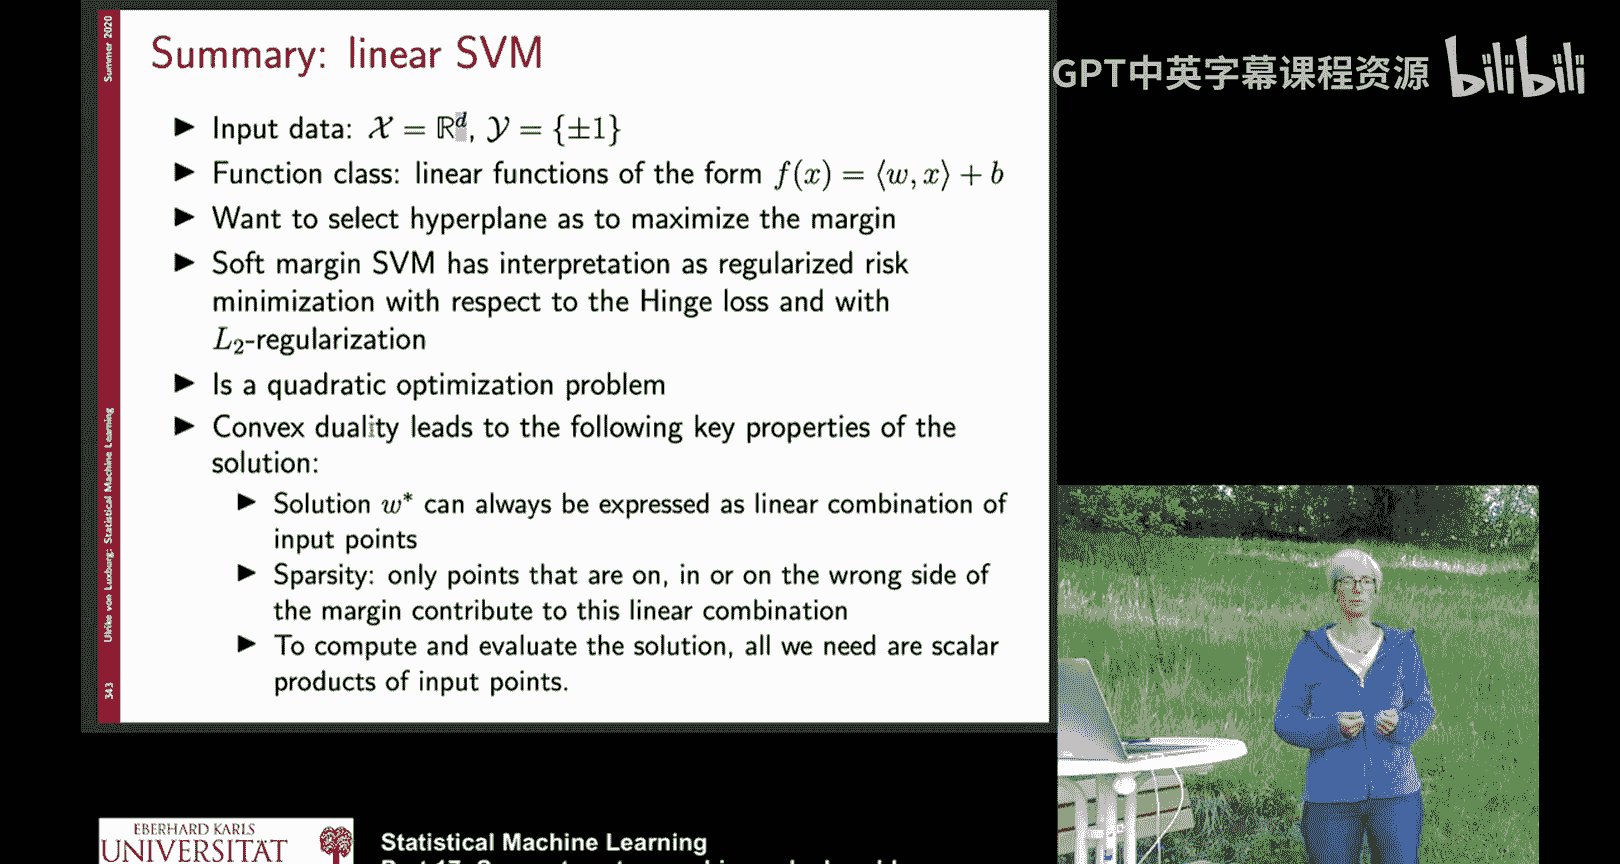 Summary: linear SVM
► Input data: 𝒳 = ℝᵈ, 𝒴 = {±1}
► Function class: linear functions of the form f(x) = ⟨w, x⟩ + b
► Want to select hyperplane as to maximize the margin
► Soft margin SVM has interpretation as regularized risk
minimization with respect to the Hinge loss and with
L₂-regularization
► Is a quadratic optimization problem
► Convex duality leads to the following key properties of the
solution:
► Solution w* can always be expressed as linear combination of
input points
► Sparsity: only points that are on, in or on the wrong side of
the margin contribute to this linear combination
► To compute and evaluate the solution, all we need are scalar
products of input points.
Summer 2020
Ulrike von Luxburg: Statistical Machine Learning
343
GPT中英字幕课程资源 bilibili
EBERHARD KARLS
UNIVERSITÄT
Statistical Machine Learning